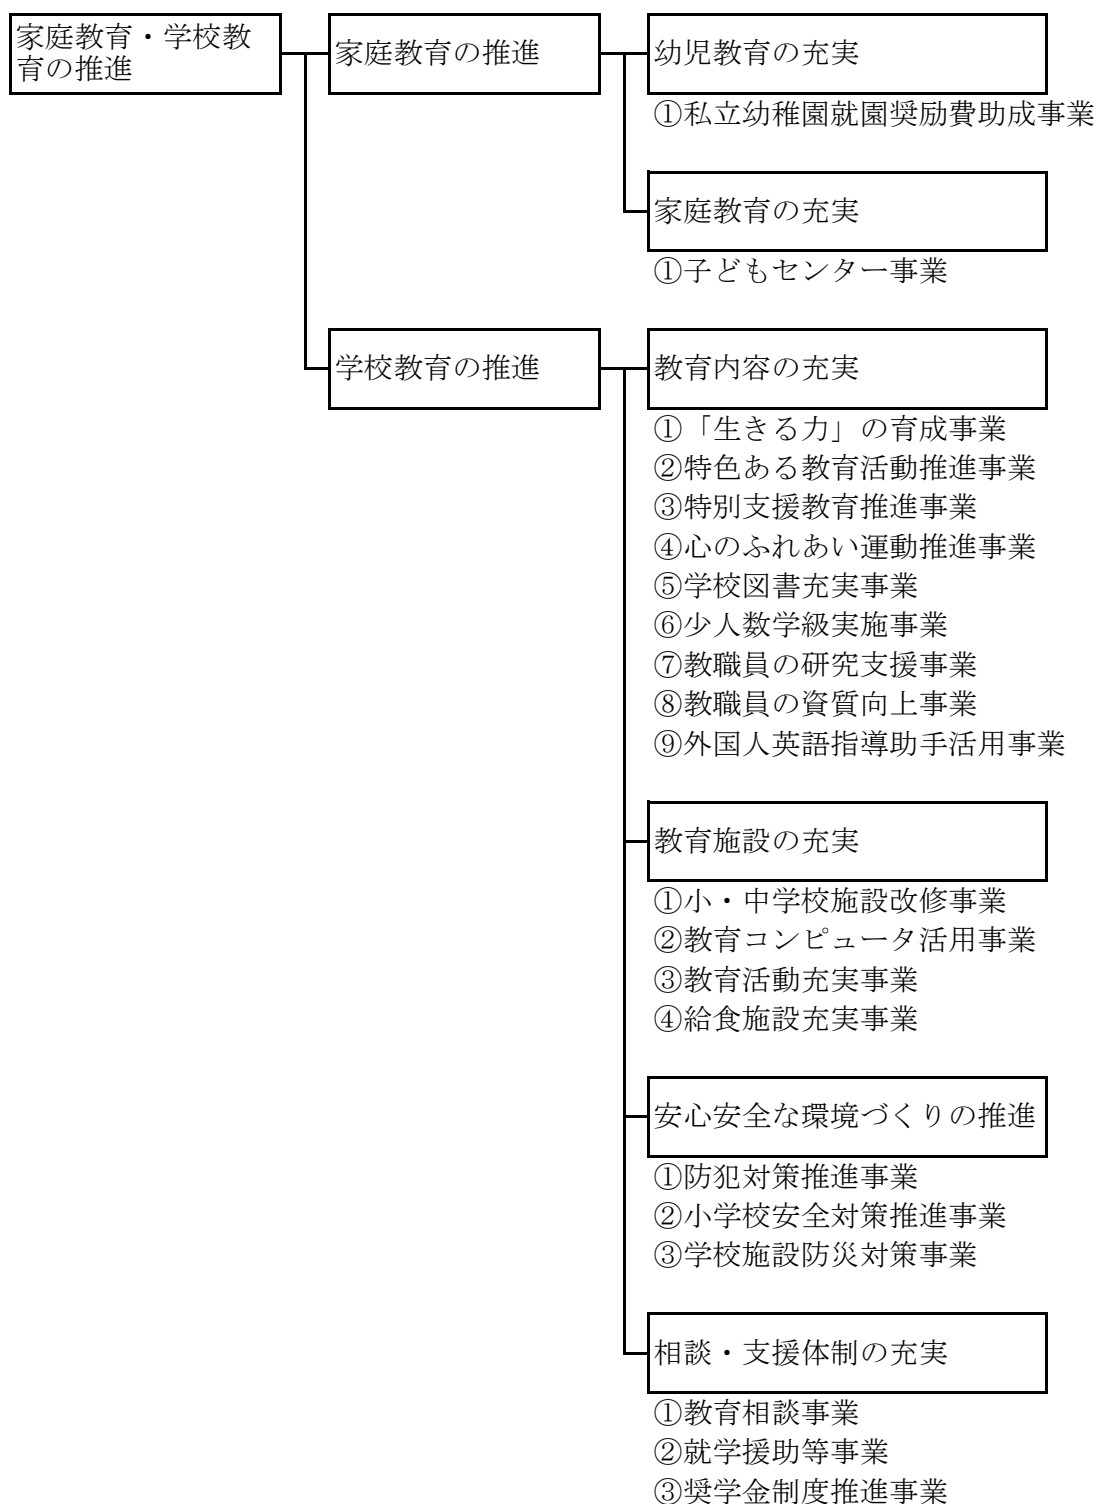 家庭教育・学校教
育の推進
家庭教育の推進
幼児教育の充実
①私立幼稚園就園奨励費助成事業
家庭教育の充実
①子どもセンター事業
学校教育の推進
教育内容の充実
①「生きる力」の育成事業
②特色ある教育活動推進事業
③特別支援教育推進事業
④心のふれあい運動推進事業
⑤学校図書充実事業
⑥少人数学級実施事業
⑦教職員の研究支援事業
⑧教職員の資質向上事業
⑨外国人英語指導助手活用事業
教育施設の充実
①小・中学校施設改修事業
②教育コンピュータ活用事業
③教育活動充実事業
④給食施設充実事業
安心安全な環境づくりの推進
①防犯対策推進事業
②小学校安全対策推進事業
③学校施設防災対策事業
相談・支援体制の充実
①教育相談事業
②就学援助等事業
③奨学金制度推進事業